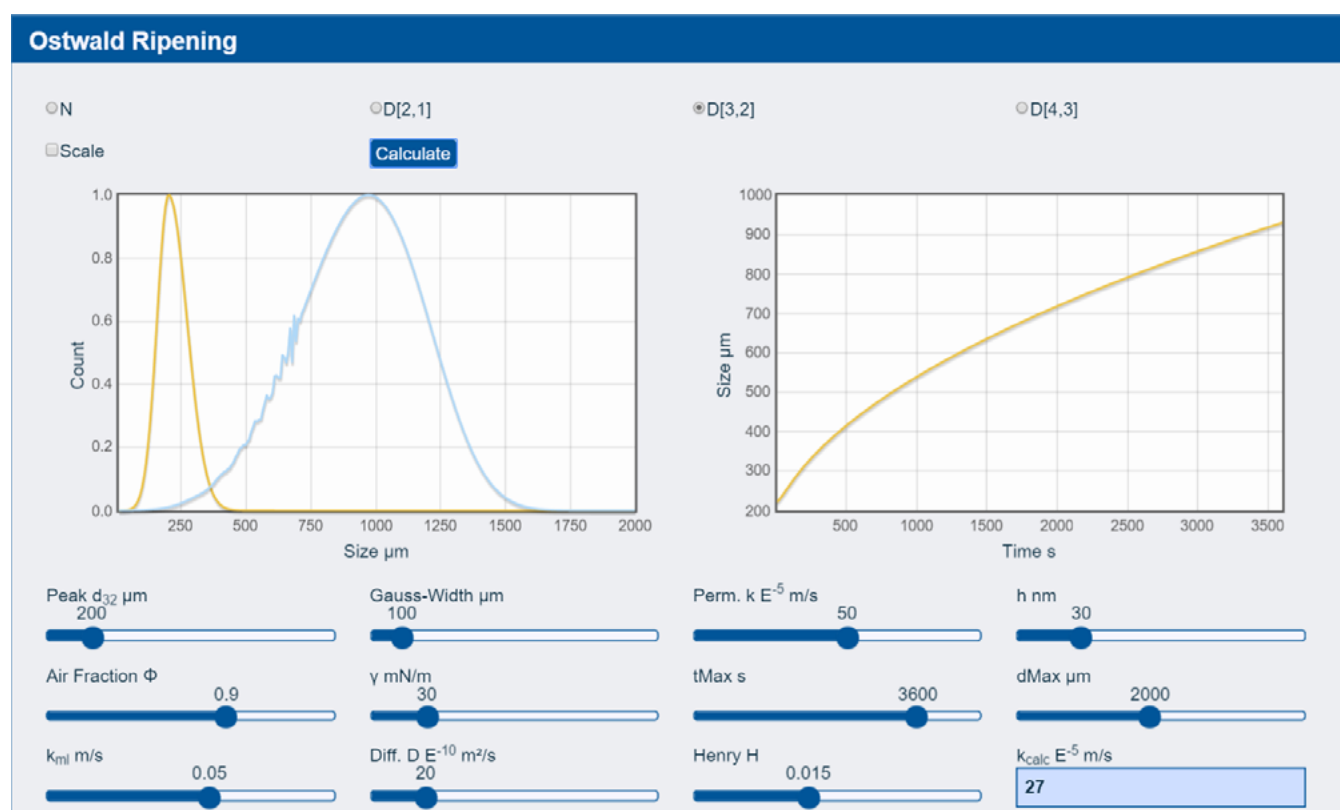 Ostwald Ripening
N D[2,1] D[3,2] D[4,3]
Scale Calculate
1.0
0.8
0.6
0.4
0.2
0.0
Count
250 500 750 1000 1250 1500 1750 2000
Size µm
1000
900
800
700
600
500
400
300
200
Size µm
500 1000 1500 2000 2500 3000 3500
Time s
Peak d32 µm
200
Gauss-Width µm
100
Perm. k E-5 m/s
50
h nm
30
Air Fraction Φ
0.9
γ mN/m
30
tMax s
3600
dMax µm
2000
kml m/s
0.05
Diff. D E-10 m²/s
20
Henry H
0.015
kcalc E-5 m/s
27